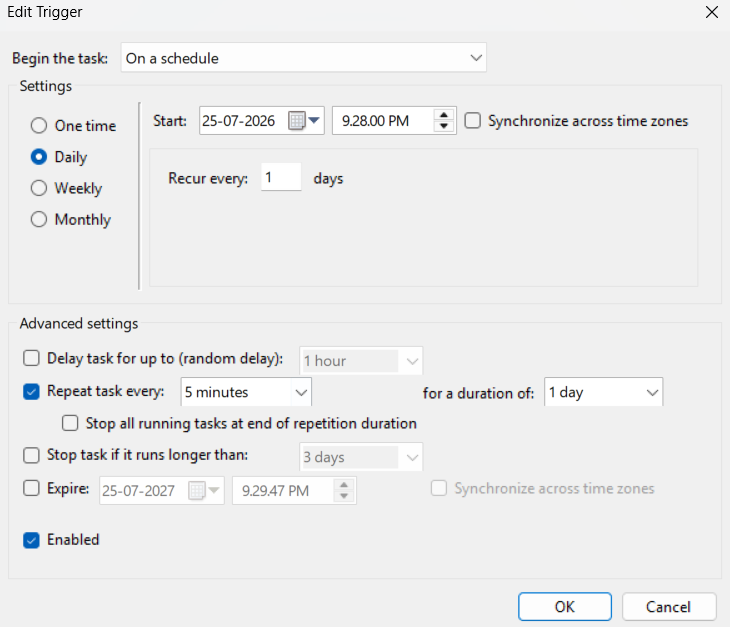 Edit Trigger
Begin the task: On a schedule
Settings
One time
Daily
Weekly
Monthly
Start: 25-07-2026 9.28.00 PM Synchronize across time zones
Recur every: 1 days
Advanced settings
Delay task for up to (random delay): 1 hour
Repeat task every: 5 minutes for a duration of: 1 day
Stop all running tasks at end of repetition duration
Stop task if it runs longer than: 3 days
Expire: 25-07-2027 9.29.47 PM Synchronize across time zones
Enabled
OK Cancel